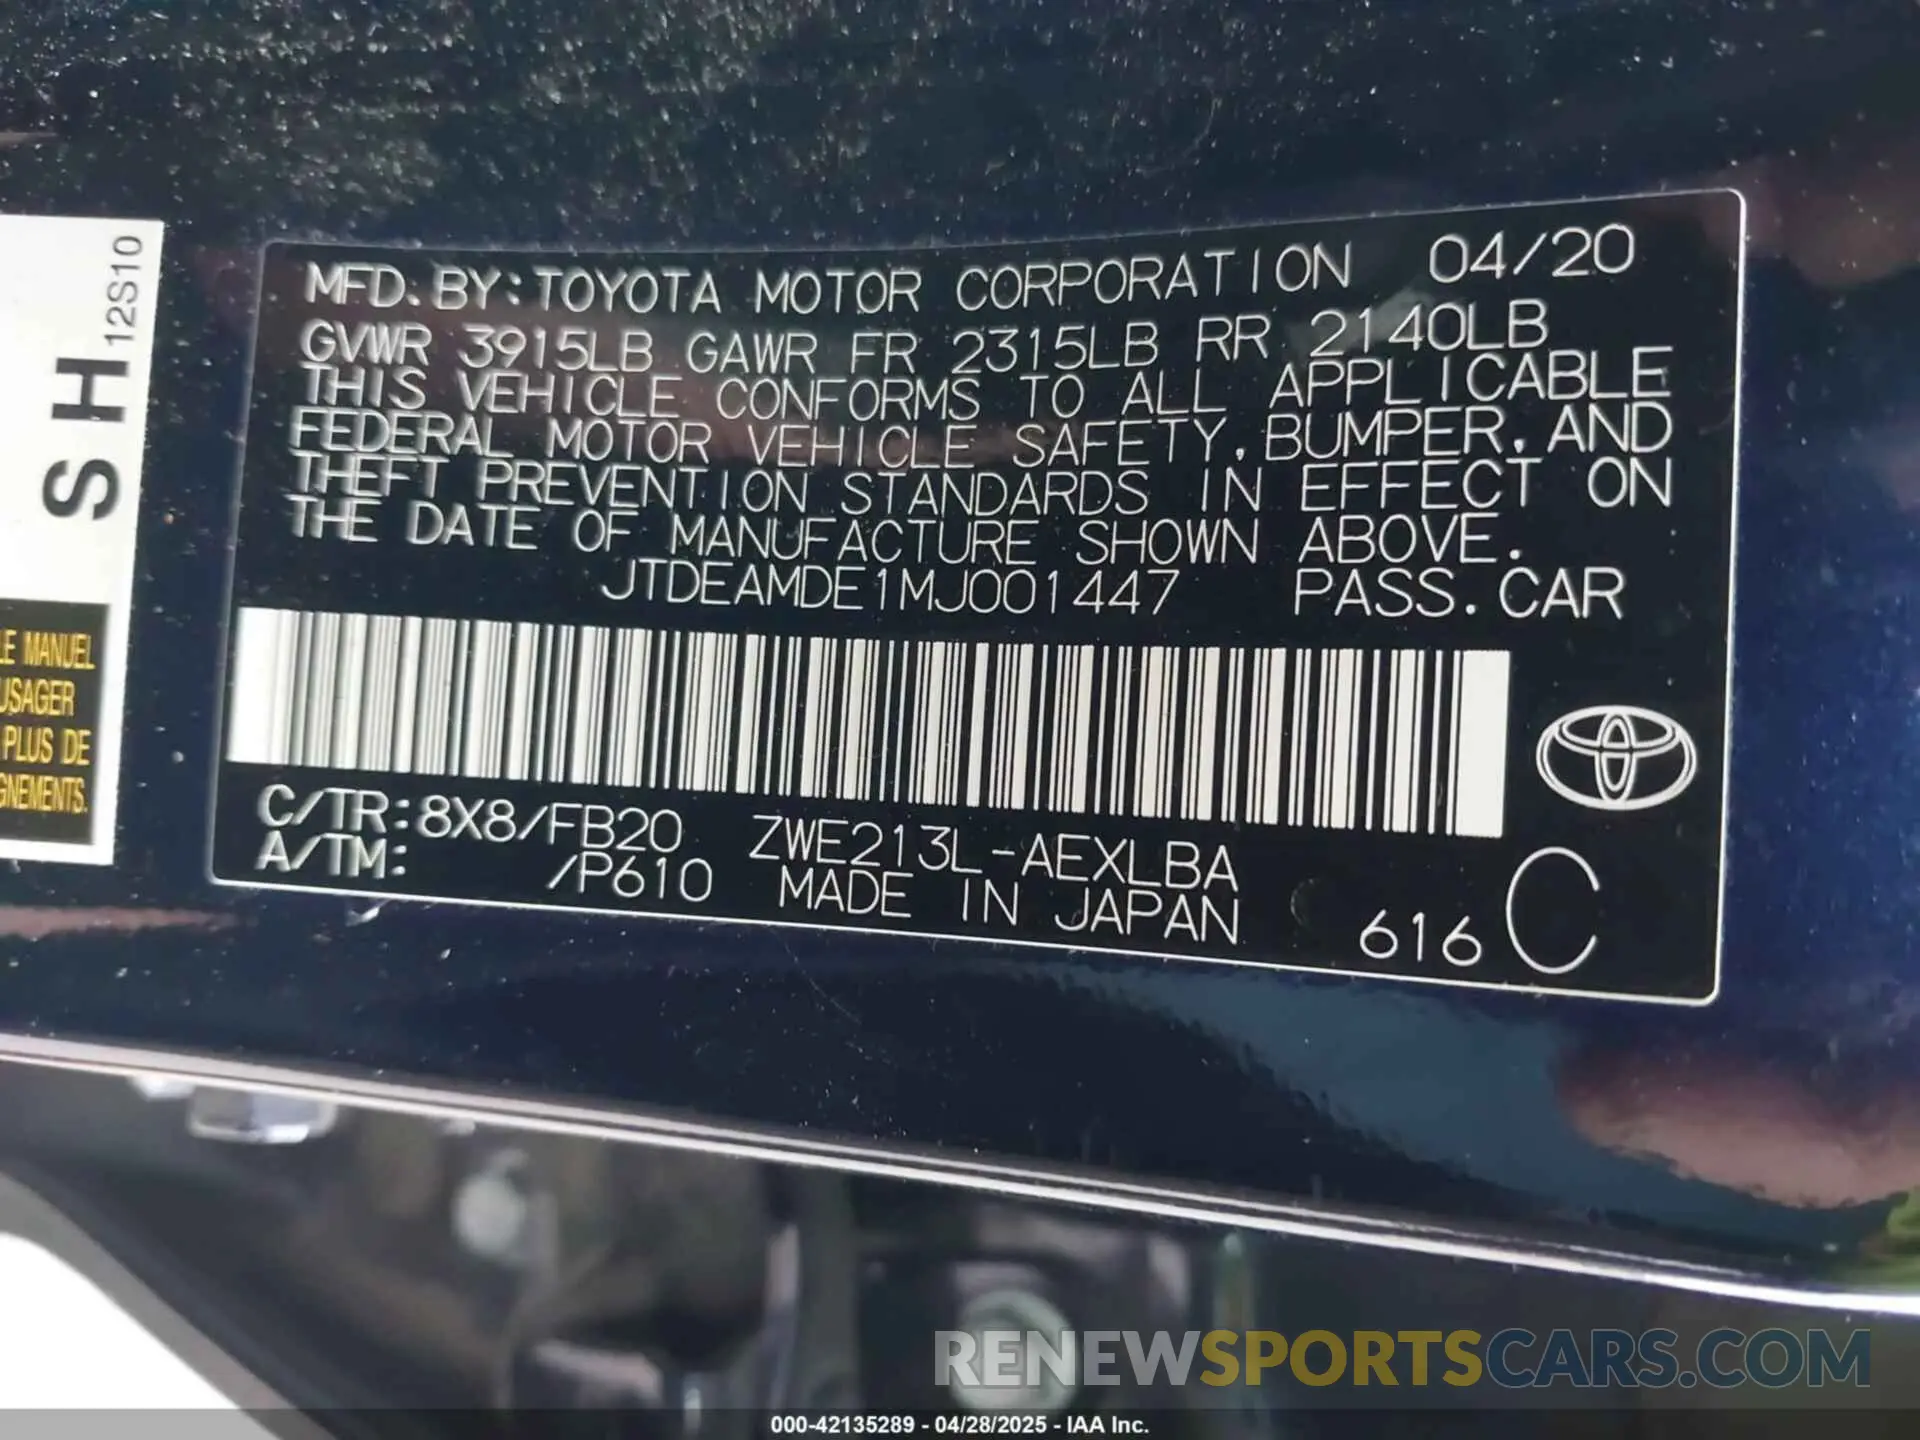 S H 12S10
LE MANUEL
USAGER
PLUS DE
GNEMENTS.
MFD. BY: TOYOTA MOTOR CORPORATION 04/20
GVWR 3915LB GAWR FR 2315LB RR 2140LB
THIS VEHICLE CONFORMS TO ALL APPLICABLE
FEDERAL MOTOR VEHICLE SAFETY, BUMPER, AND
THEFT PREVENTION STANDARDS IN EFFECT ON
THE DATE OF MANUFACTURE SHOWN ABOVE.
JTDEAMDE1MJ001447 PASS. CAR
C/TR: 8X8/FB20 ZWE213L-AEXLBA
A/TM: /P610 MADE IN JAPAN 616 C
RENEWSPORTSCARS.COM
000-42135289 - 04/28/2025 - IAA Inc.